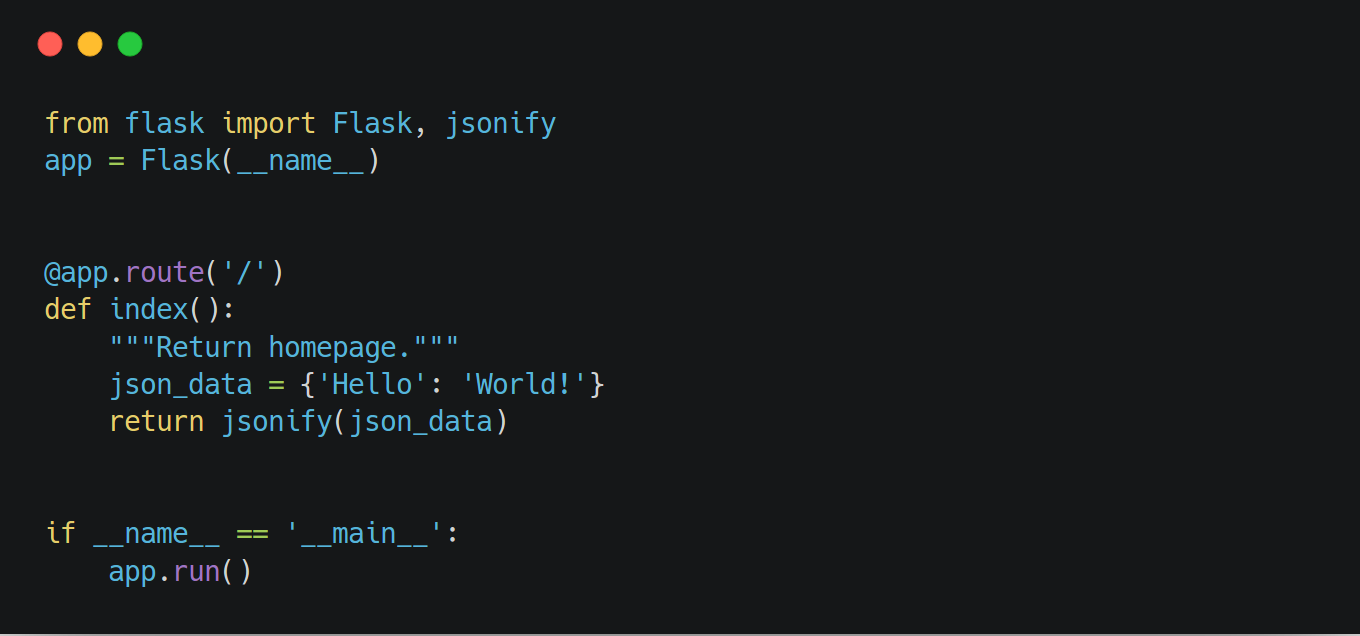 from flask import Flask, jsonify
app = Flask(__name__)
@app.route('/')
def index():
    """Return homepage."""
    json_data = {'Hello': 'World!'}
    return jsonify(json_data)
if __name__ == '__main__':
    app.run()